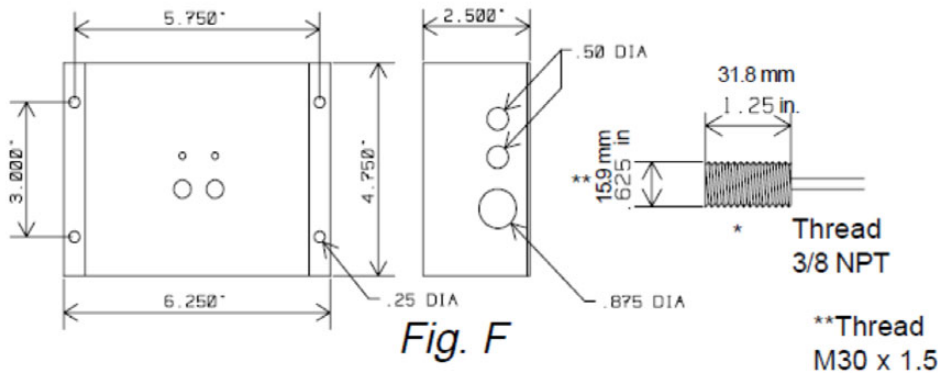 5.750"
2.500"
.50 DIA
31.8 mm
1.25 in.
3.000"
4.750"
** 15.9 mm
.625 in
* Thread
3/8 NPT
6.250"
.25 DIA
.875 DIA
Fig. F
**Thread
M30 x 1.5